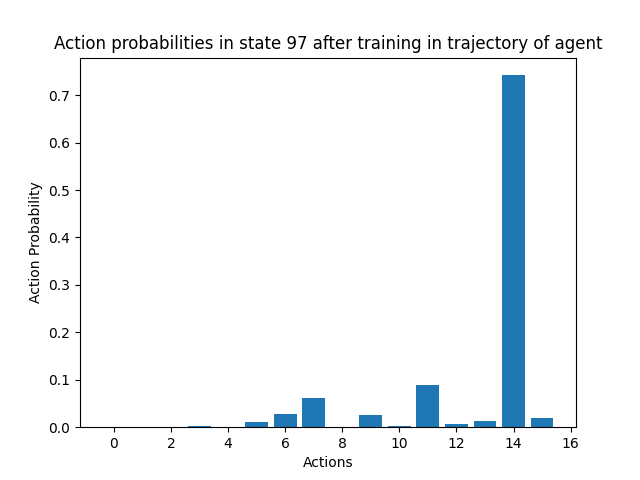 Action probabilities in state 97 after training in trajectory of agent
0.7
0.6
0.5
0.4
0.3
0.2
0.1
0.0
Action Probability
0 2 4 6 8 10 12 14 16
Actions